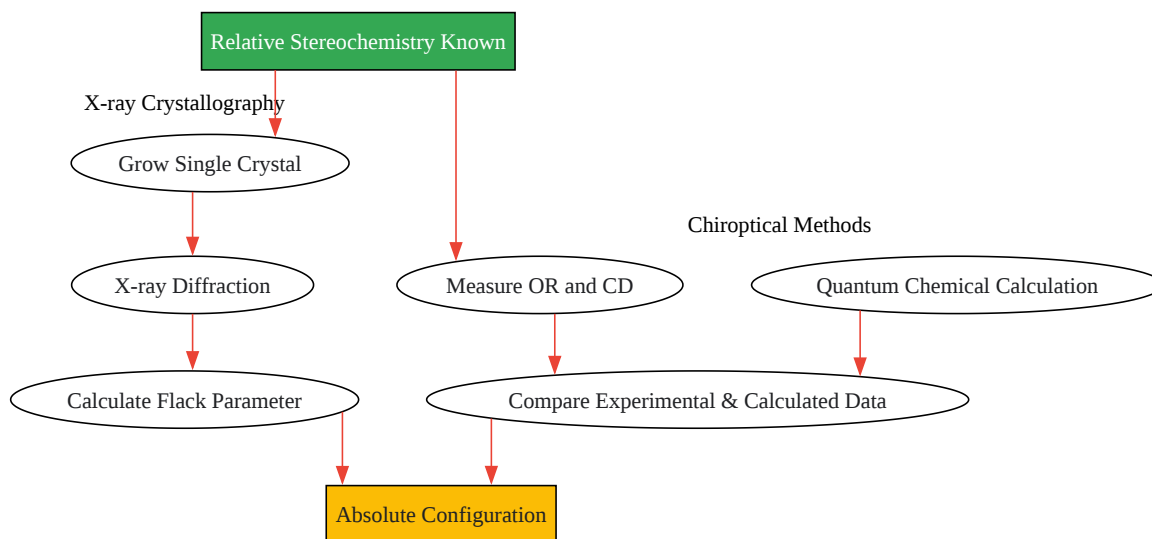 Relative Stereochemistry Known
X-ray Crystallography
Grow Single Crystal
Chiroptical Methods
X-ray Diffraction
Measure OR and CD
Quantum Chemical Calculation
Calculate Flack Parameter
Compare Experimental & Calculated Data
Absolute Configuration